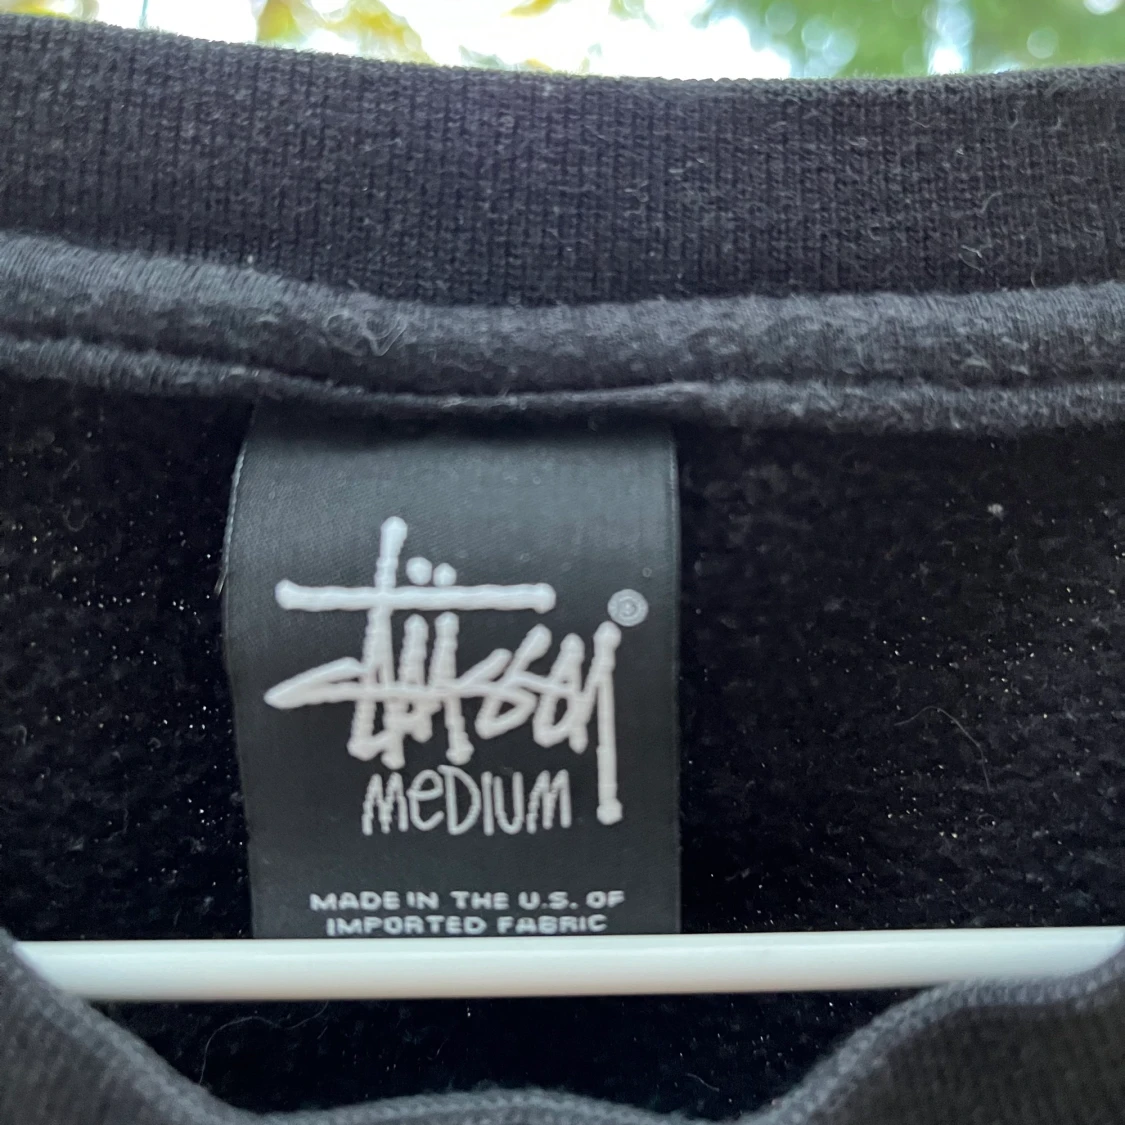 Stüssy ®
MeDIUM
MADE IN THE U.S. OF
IMPORTED FABRIC